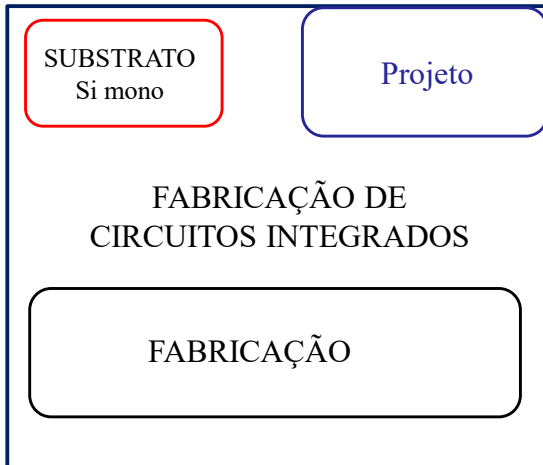 SUBSTRATO
Si mono
Projeto
FABRICAÇÃO DE
CIRCUITOS INTEGRADOS
FABRICAÇÃO